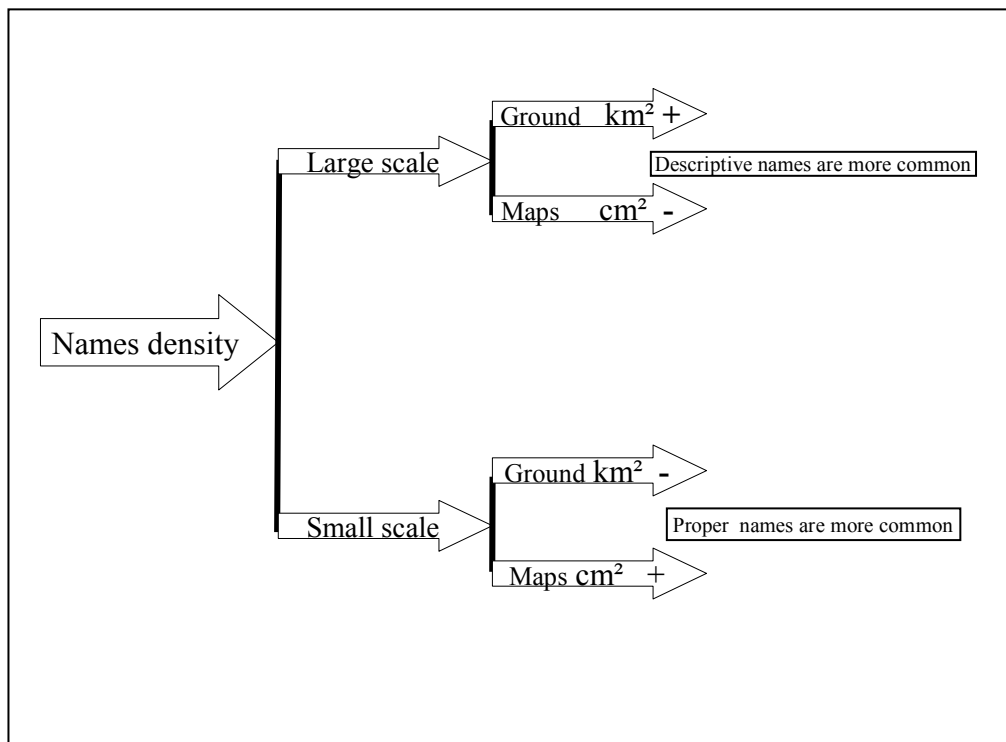 Ground km² +
Large scale
Descriptive names are more common
Maps cm² -
Names density
Ground km² -
Small scale
Proper names are more common
Maps cm² +